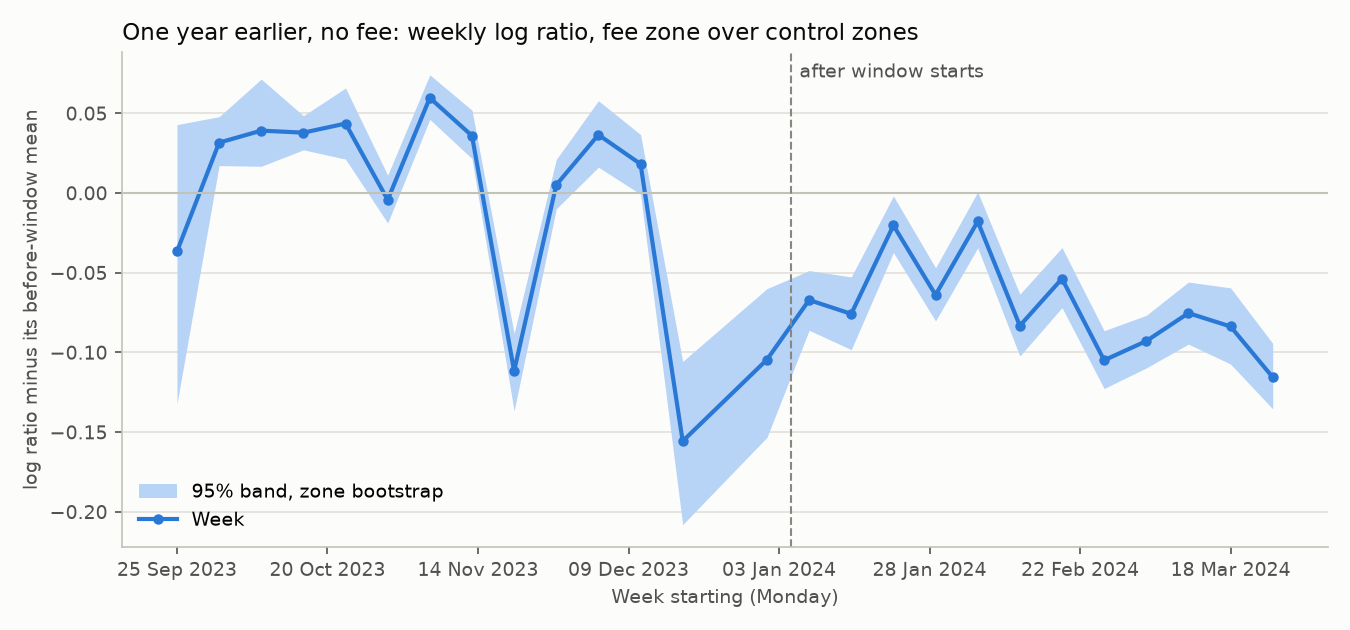 One year earlier, no fee: weekly log ratio, fee zone over control zones
after window starts
log ratio minus its before-window mean
0.05
0.00
−0.05
−0.10
−0.15
−0.20
95% band, zone bootstrap
Week
25 Sep 2023
20 Oct 2023
14 Nov 2023
09 Dec 2023
03 Jan 2024
28 Jan 2024
22 Feb 2024
18 Mar 2024
Week starting (Monday)